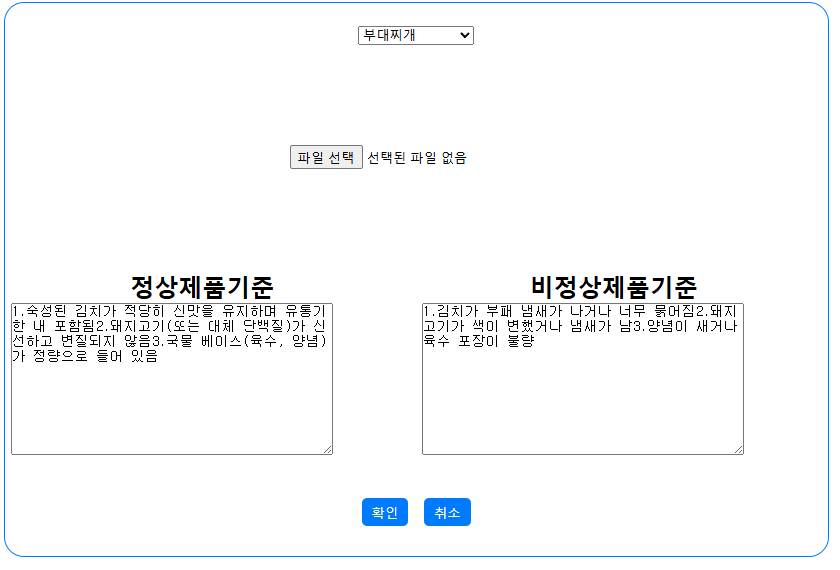 부대찌개
파일 선택 선택된 파일 없음
정상제품기준
1.숙성된 김치가 적당히 신맛을 유지하며 유통기
한 내 포함됨2.돼지고기(또는 대체 단백질)가 신
선하고 변질되지 않음3.국물 베이스(육수, 양념)
가 정량으로 들어 있음
비정상제품기준
1.김치가 부패 냄새가 나거나 너무 묽어짐2.돼지
고기가 색이 변했거나 냄새가 남3.양념이 새거나
육수 포장이 불량
확인 취소